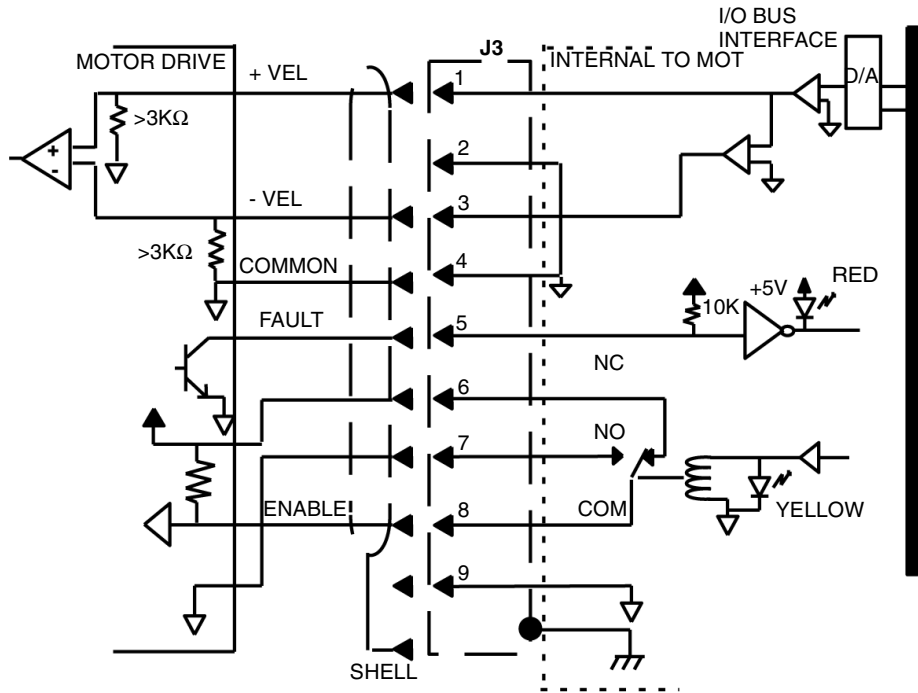 I/O BUS
INTERFACE
J3
MOTOR DRIVE
INTERNAL TO MOT
+ VEL
1
D/A
>3KΩ
+
-
2
- VEL
3
>3KΩ
COMMON
4
RED
+5V
10K
FAULT
5
NC
6
NO
7
ENABLE
8
COM
YELLOW
9
SHELL